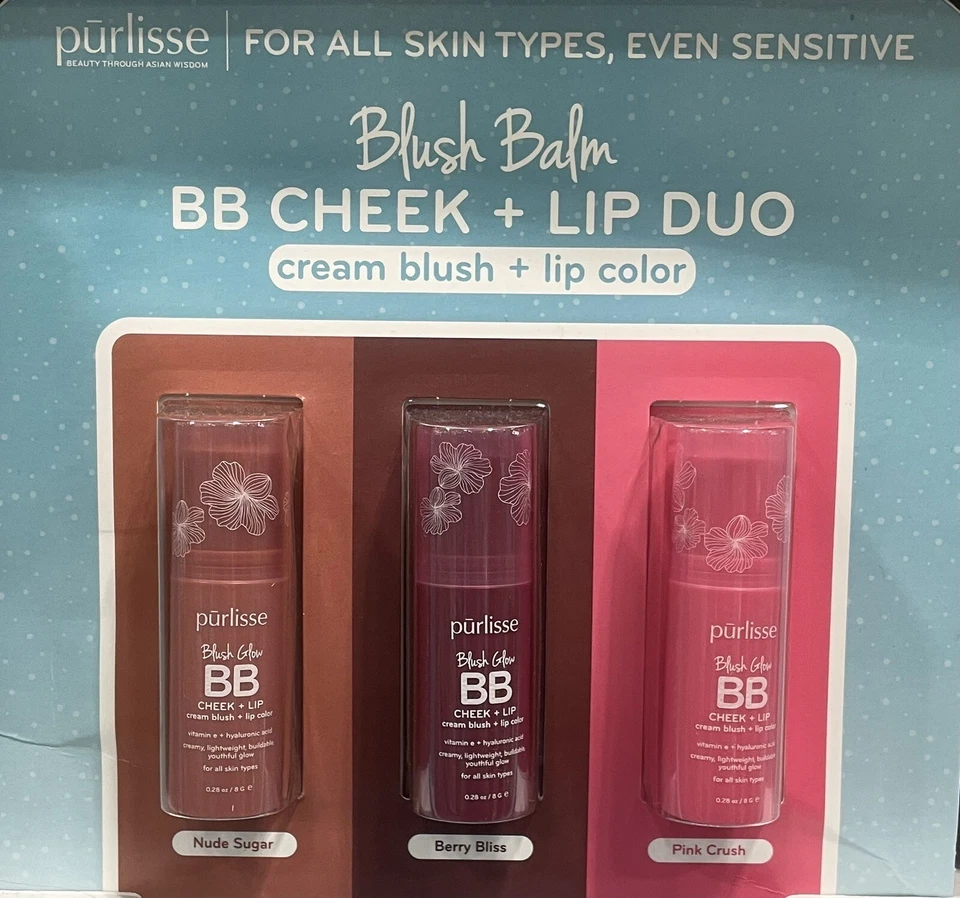 pūrlisse
BEAUTY THROUGH ASIAN WISDOM
FOR ALL SKIN TYPES, EVEN SENSITIVE
Blush Balm
BB CHEEK + LIP DUO
cream blush + lip color
pūrlisse
Blush Glow
BB
CHEEK + LIP
cream blush + lip color
vitamin e + hyaluronic acid
creamy, lightweight, buildable
youthful glow
for all skin types
0.28 oz / 8 G e
Nude Sugar
pūrlisse
Blush Glow
BB
CHEEK + LIP
cream blush + lip color
vitamin e + hyaluronic acid
creamy, lightweight, buildable
youthful glow
for all skin types
0.28 oz / 8 G e
Berry Bliss
pūrlisse
Blush Glow
BB
CHEEK + LIP
cream blush + lip color
vitamin e + hyaluronic acid
creamy, lightweight, buildable
youthful glow
for all skin types
0.28 oz / 8 G e
Pink Crush